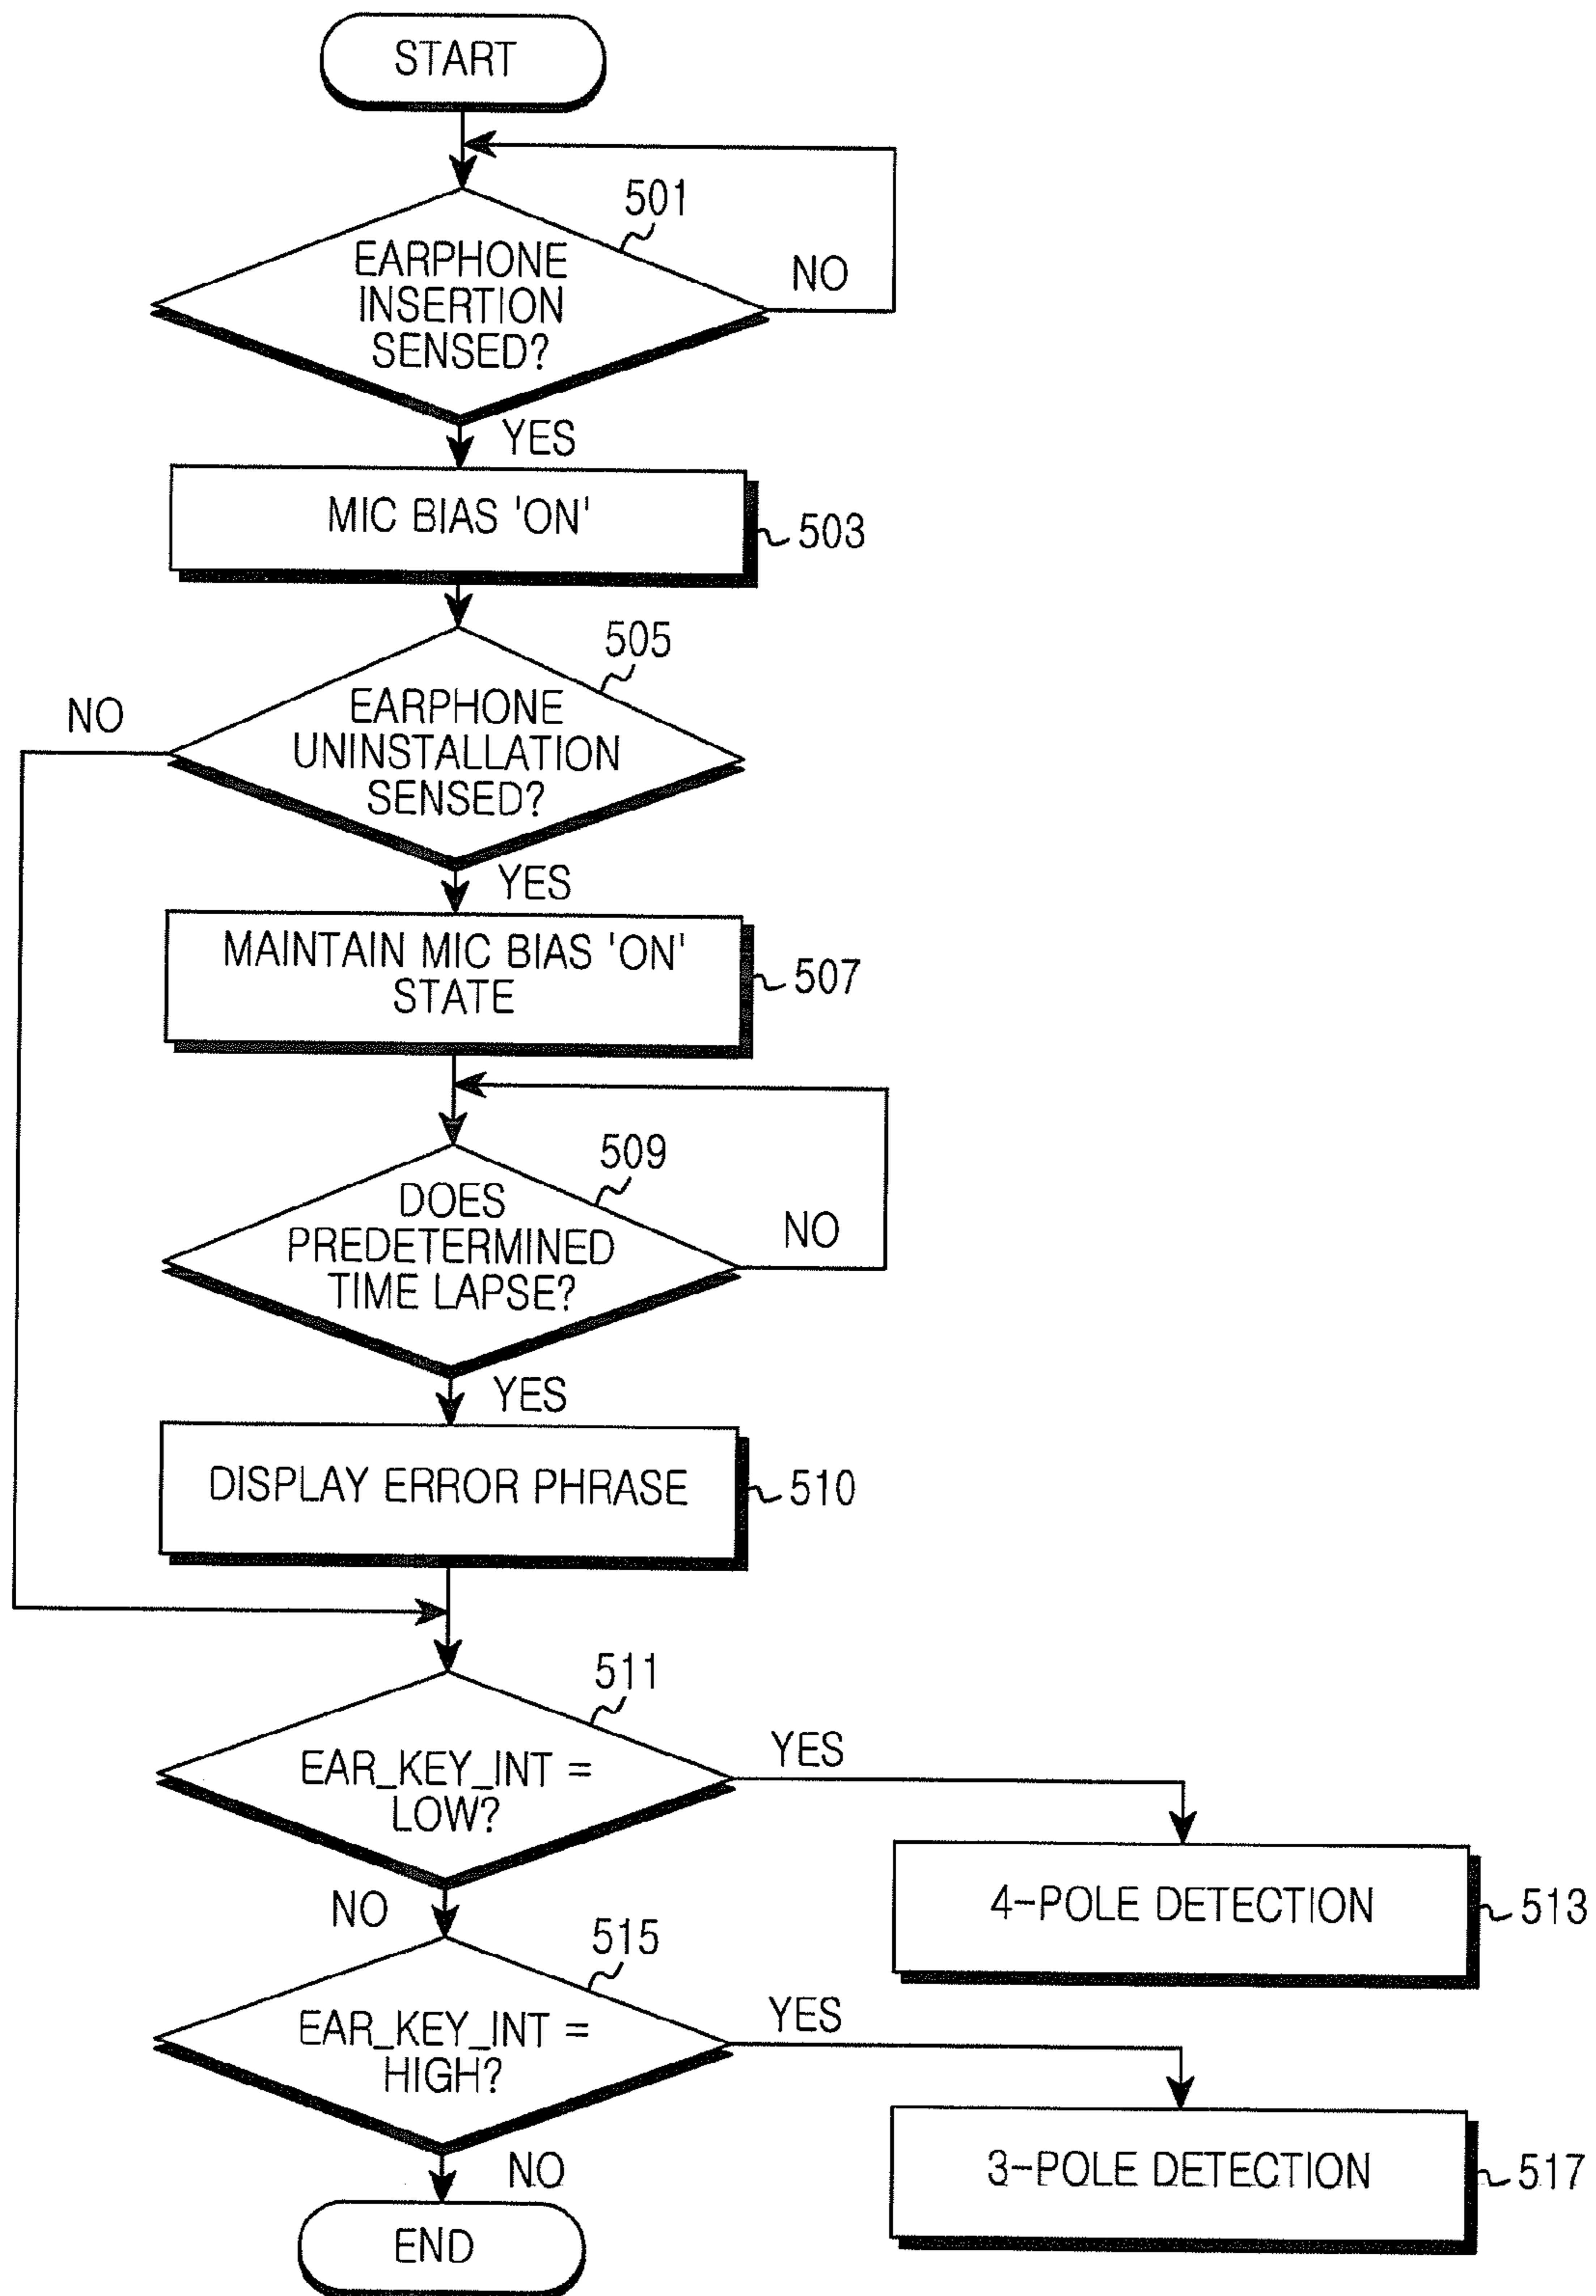 START
501
EARPHONE
INSERTION
SENSED?
NO
YES
MIC BIAS 'ON'
503
505
NO
EARPHONE
UNINSTALLATION
SENSED?
YES
MAINTAIN MIC BIAS 'ON'
STATE
507
509
DOES
PREDETERMINED
TIME LAPSE?
NO
YES
DISPLAY ERROR PHRASE
510
511
EAR_KEY_INT =
LOW?
YES
4-POLE DETECTION
513
NO
515
EAR_KEY_INT =
HIGH?
YES
3-POLE DETECTION
517
NO
END